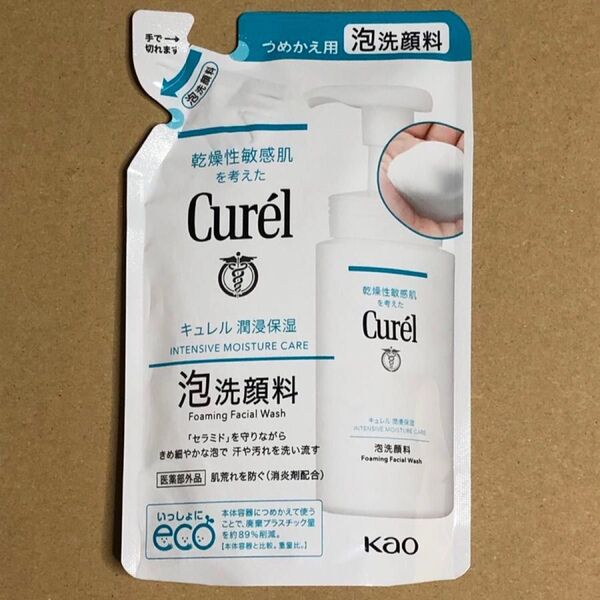 手で
切れます
泡洗顔料
つめかえ用 泡洗顔料
乾燥性敏感肌
を考えた
Curél
キュレル 潤浸保湿
INTENSIVE MOISTURE CARE
泡洗顔料
Foaming Facial Wash
「セラミド」を守りながら
きめ細やかな泡で 汗や汚れを洗い流す
医薬部外品 肌荒れを防ぐ(消炎剤配合)
いっしょに
eco
本体容器につめかえて使う
ことで、廃棄プラスチック量
を約89%削減。
【本体容器と比較。重量比。】
乾燥性敏感肌
を考えた
Curél
キュレル 潤浸保湿
INTENSIVE MOISTURE CARE
泡洗顔料
Foaming Facial Wash
Kao